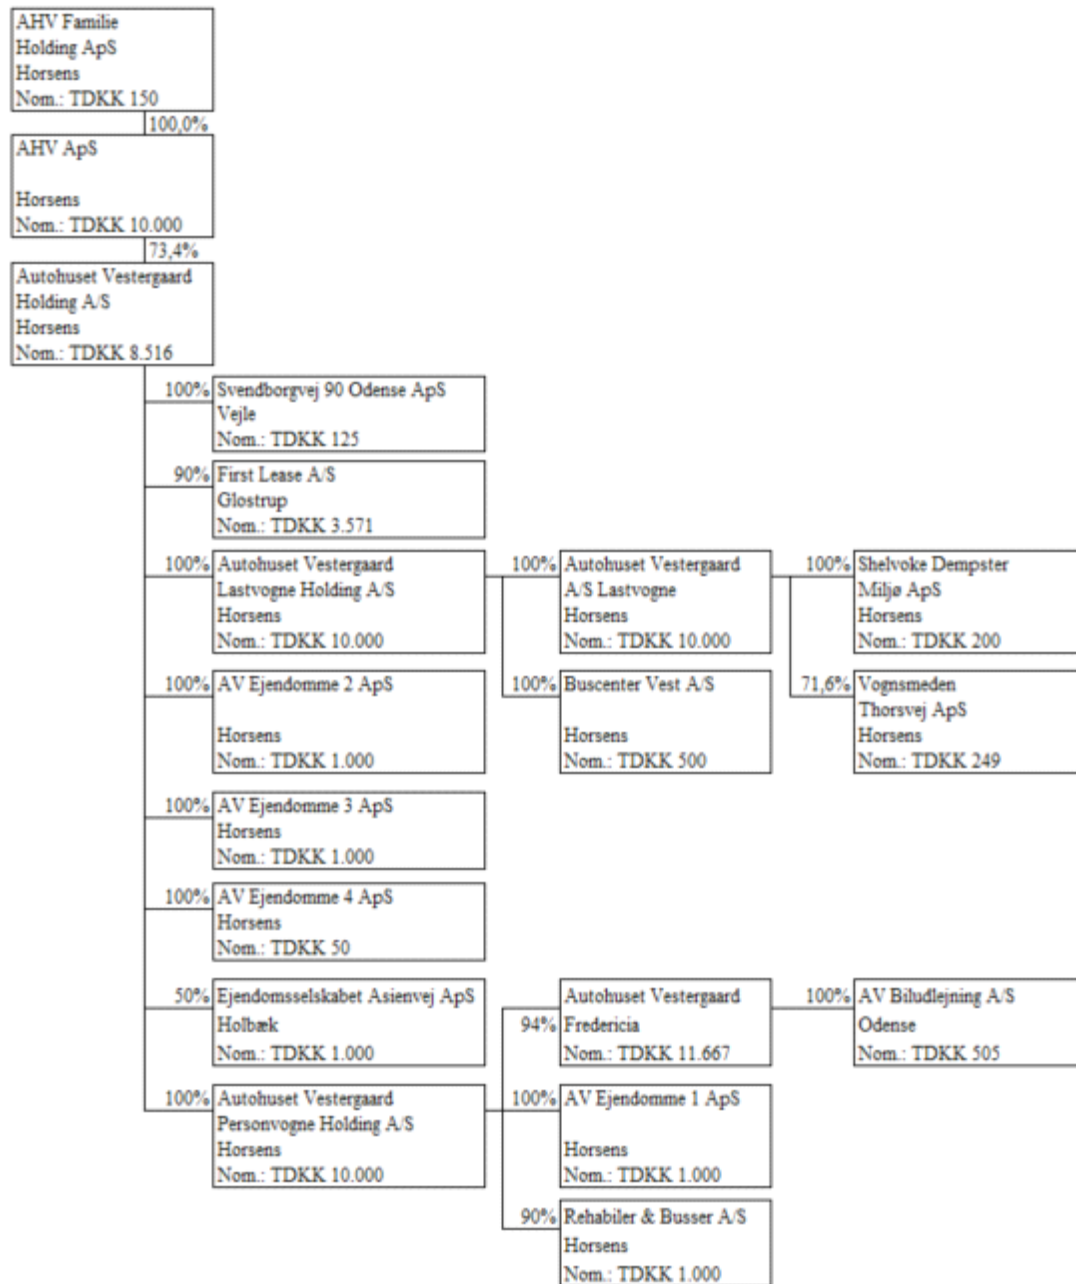 AHV Familie
Holding ApS
Horsens
Nom.: TDKK 150
100,0%
AHV ApS
Horsens
Nom.: TDKK 10.000
73,4%
Autohuset Vestergaard
Holding A/S
Horsens
Nom.: TDKK 8.516
100% Svendborgvej 90 Odense ApS
Vejle
Nom.: TDKK 125
90% First Lease A/S
Glostrup
Nom.: TDKK 3.571
100% Autohuset Vestergaard
Lastvogne Holding A/S
Horsens
Nom.: TDKK 10.000
100% Autohuset Vestergaard
A/S Lastvogne
Horsens
Nom.: TDKK 10.000
100% Shelvoke Dempster
Miljø ApS
Horsens
Nom.: TDKK 200
100% AV Ejendomme 2 ApS
Horsens
Nom.: TDKK 1.000
100% Buscenter Vest A/S
Horsens
Nom.: TDKK 500
71,6% Vognsmeden
Thorsvej ApS
Horsens
Nom.: TDKK 249
100% AV Ejendomme 3 ApS
Horsens
Nom.: TDKK 1.000
100% AV Ejendomme 4 ApS
Horsens
Nom.: TDKK 50
50% Ejendomsselskabet Asienvej ApS
Holbæk
Nom.: TDKK 1.000
Autohuset Vestergaard
94% Fredericia
Nom.: TDKK 11.667
100% AV Biludlejning A/S
Odense
Nom.: TDKK 505
100% Autohuset Vestergaard
Personvogne Holding A/S
Horsens
Nom.: TDKK 10.000
100% AV Ejendomme 1 ApS
Horsens
Nom.: TDKK 1.000
90% Rehabiler & Busser A/S
Horsens
Nom.: TDKK 1.000